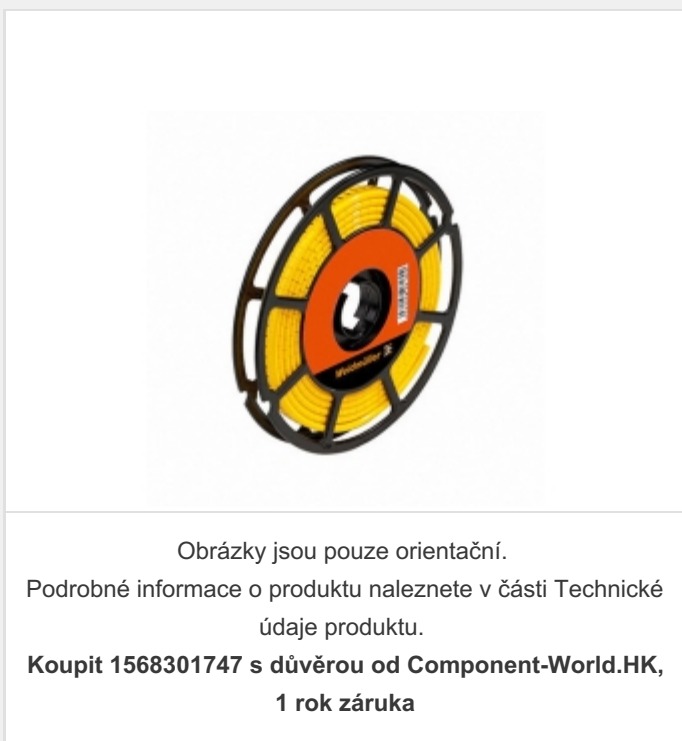 Weidmüller
Obrázky jsou pouze orientační.
Podrobné informace o produktu naleznete v části Technické
údaje produktu.
Koupit 1568301747 s důvěrou od Component-World.HK,
1 rok záruka